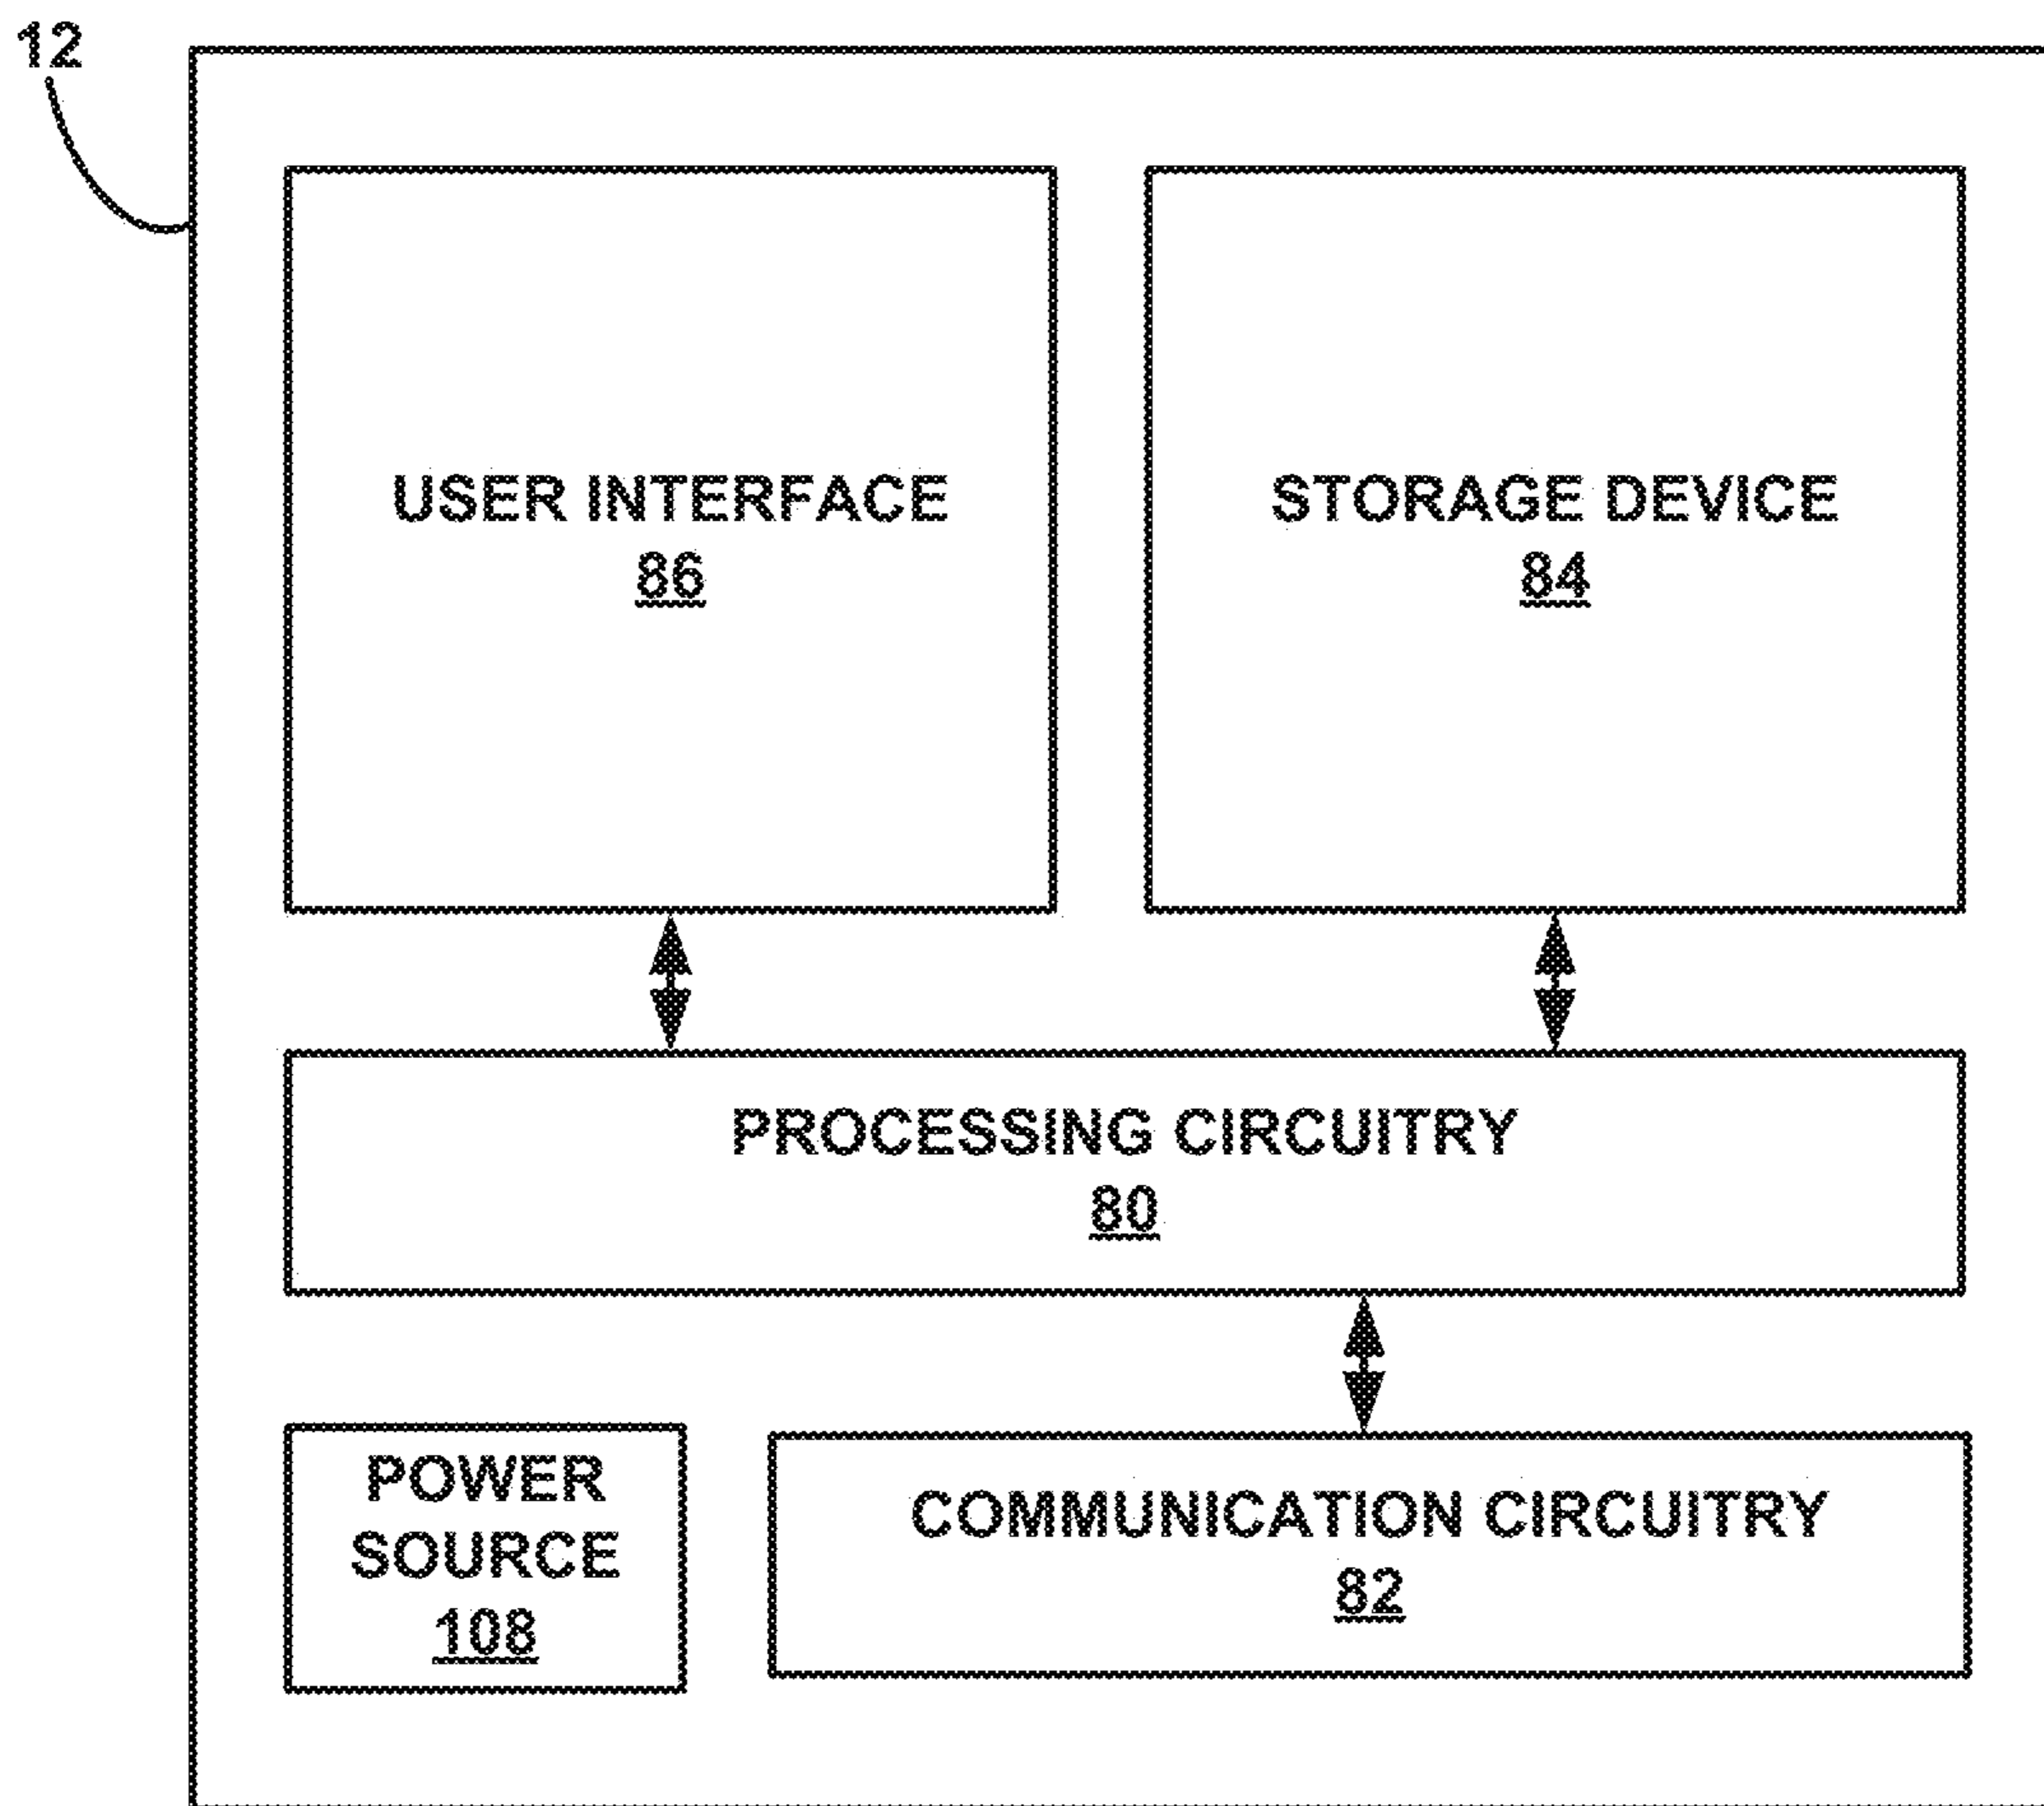 12
USER INTERFACE
86
STORAGE DEVICE
84
PROCESSING CIRCUITRY
80
POWER
SOURCE
108
COMMUNICATION CIRCUITRY
82